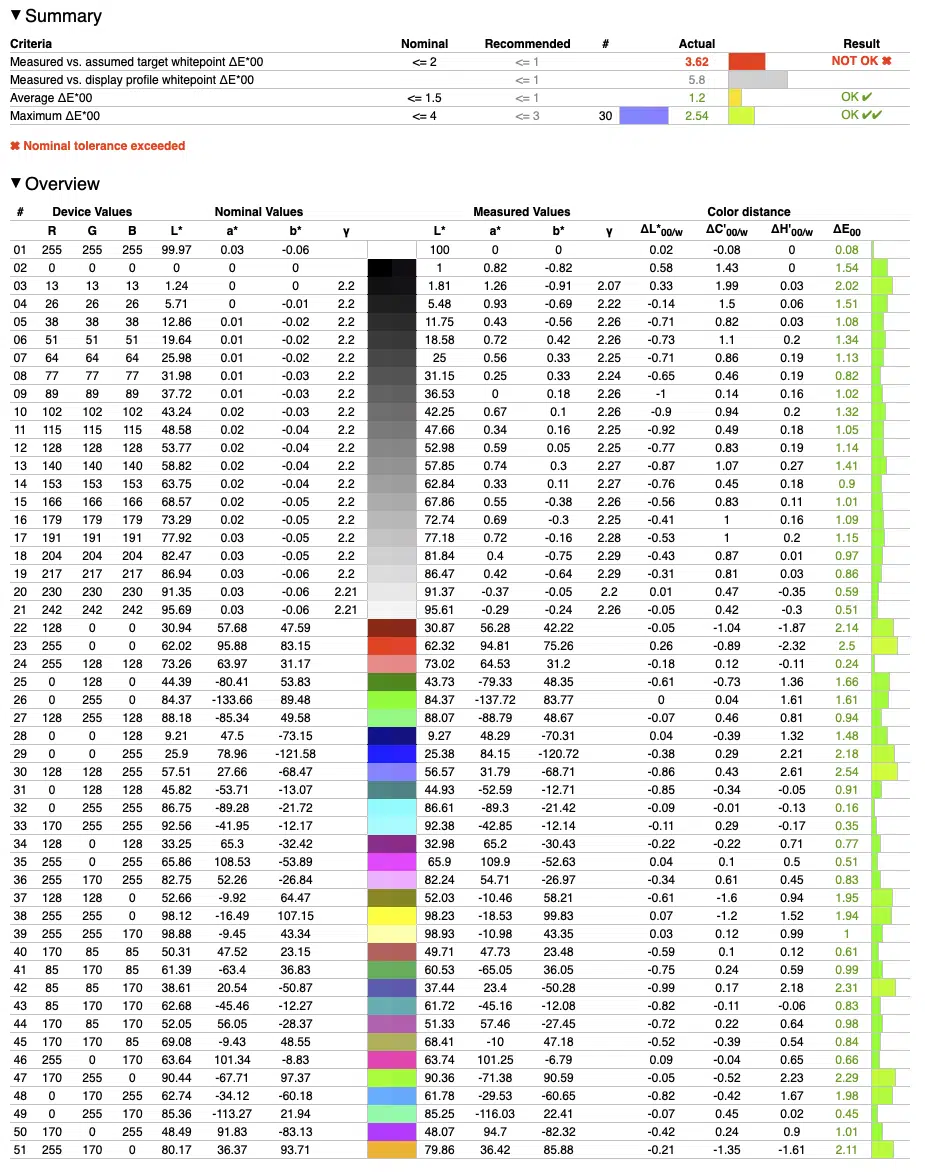 ▼ Summary
Criteria Nominal Recommended # Actual Result
Measured vs. assumed target whitepoint ΔE*00 <= 2 <= 1 3.62 NOT OK ✖
Measured vs. display profile whitepoint ΔE*00 <= 1 5.8
Average ΔE*00 <= 1.5 <= 1 1.2 OK ✔
Maximum ΔE*00 <= 4 <= 3 30 2.54 OK ✔✔
✖ Nominal tolerance exceeded
▼ Overview
# Device Values Nominal Values Measured Values Color distance
R G B L* a* b* γ L* a* b* γ ΔL*00/w ΔC'00/w ΔH'00/w ΔE00
01 255 255 255 99.97 0.03 -0.06 100 0 0 0.02 -0.08 0 0.08
02 0 0 0 0 0 0 1 0.82 -0.82 0.58 1.43 0 1.54
03 13 13 13 1.24 0 0 2.2 1.81 1.26 -0.91 2.07 0.33 1.99 0.03 2.02
04 26 26 26 5.71 0 -0.01 2.2 5.48 0.93 -0.69 2.22 -0.14 1.5 0.06 1.51
05 38 38 38 12.86 0.01 -0.02 2.2 11.75 0.43 -0.56 2.26 -0.71 0.82 0.03 1.08
06 51 51 51 19.64 0.01 -0.02 2.2 18.58 0.72 0.42 2.26 -0.73 1.1 0.2 1.34
07 64 64 64 25.98 0.01 -0.02 2.2 25 0.56 0.33 2.25 -0.71 0.86 0.19 1.13
08 77 77 77 31.98 0.01 -0.03 2.2 31.15 0.25 0.33 2.24 -0.65 0.46 0.19 0.82
09 89 89 89 37.72 0.01 -0.03 2.2 36.53 0 0.18 2.26 -1 0.14 0.16 1.02
10 102 102 102 43.24 0.02 -0.03 2.2 42.25 0.67 0.1 2.26 -0.9 0.94 0.2 1.32
11 115 115 115 48.58 0.02 -0.04 2.2 47.66 0.34 0.16 2.25 -0.92 0.49 0.18 1.05
12 128 128 128 53.77 0.02 -0.04 2.2 52.98 0.59 0.05 2.25 -0.77 0.83 0.19 1.14
13 140 140 140 58.82 0.02 -0.04 2.2 57.85 0.74 0.3 2.27 -0.87 1.07 0.27 1.41
14 153 153 153 63.75 0.02 -0.04 2.2 62.84 0.33 0.11 2.27 -0.76 0.45 0.18 0.9
15 166 166 166 68.57 0.02 -0.05 2.2 67.86 0.55 -0.38 2.26 -0.56 0.83 0.11 1.01
16 179 179 179 73.29 0.02 -0.05 2.2 72.74 0.69 -0.3 2.25 -0.41 1 0.16 1.09
17 191 191 191 77.92 0.03 -0.05 2.2 77.18 0.72 -0.16 2.28 -0.53 1 0.2 1.15
18 204 204 204 82.47 0.03 -0.05 2.2 81.84 0.4 -0.75 2.29 -0.43 0.87 0.01 0.97
19 217 217 217 86.94 0.03 -0.06 2.2 86.47 0.42 -0.64 2.29 -0.31 0.81 0.03 0.86
20 230 230 230 91.35 0.03 -0.06 2.21 91.37 -0.37 -0.05 2.2 0.01 0.47 -0.35 0.59
21 242 242 242 95.69 0.03 -0.06 2.21 95.61 -0.29 -0.24 2.26 -0.05 0.42 -0.3 0.51
22 128 0 0 30.94 57.68 47.59 30.87 56.28 42.22 -0.05 -1.04 -1.87 2.14
23 255 0 0 62.02 95.88 83.15 62.32 94.81 75.26 0.26 -0.89 -2.32 2.5
24 255 128 128 73.26 63.97 31.17 73.02 64.53 31.2 -0.18 0.12 -0.11 0.24
25 0 128 0 44.39 -80.41 53.83 43.73 -79.33 48.35 -0.61 -0.73 1.36 1.66
26 0 255 0 84.37 -133.66 89.48 84.37 -137.72 83.77 0 0.04 1.61 1.61
27 128 255 128 88.18 -85.34 49.58 88.07 -88.79 48.67 -0.07 0.46 0.81 0.94
28 0 0 128 9.21 47.5 -73.15 9.27 48.29 -70.31 0.04 -0.39 1.32 1.48
29 0 0 255 25.9 78.96 -121.58 25.38 84.15 -120.72 -0.38 0.29 2.21 2.18
30 128 128 255 57.51 27.66 -68.47 56.57 31.79 -68.71 -0.86 0.43 2.61 2.54
31 0 128 128 45.82 -53.71 -13.07 44.93 -52.59 -12.71 -0.85 -0.34 -0.05 0.91
32 0 255 255 86.75 -89.28 -21.72 86.61 -89.3 -21.42 -0.09 -0.01 -0.13 0.16
33 170 255 255 92.56 -41.95 -12.17 92.38 -42.85 -12.14 -0.11 0.29 -0.17 0.35
34 128 0 128 33.25 65.3 -32.42 32.98 65.2 -30.43 -0.22 -0.22 0.71 0.77
35 255 0 255 65.86 108.53 -53.89 65.9 109.9 -52.63 0.04 0.1 0.5 0.51
36 255 170 255 82.75 52.26 -26.84 82.24 54.71 -26.97 -0.34 0.61 0.45 0.83
37 128 128 0 52.66 -9.92 64.47 52.03 -10.46 58.21 -0.61 -1.6 0.94 1.95
38 255 255 0 98.12 -16.49 107.15 98.23 -18.53 99.83 0.07 -1.2 1.52 1.94
39 255 255 170 98.88 -9.45 43.34 98.93 -10.98 43.35 0.03 0.12 0.99 1
40 170 85 85 50.31 47.52 23.15 49.71 47.73 23.48 -0.59 0.1 0.12 0.61
41 85 170 85 61.39 -63.4 36.83 60.53 -65.05 36.05 -0.75 0.24 0.59 0.99
42 85 85 170 38.61 20.54 -50.87 37.44 23.4 -50.28 -0.99 0.17 2.18 2.31
43 85 170 170 62.68 -45.46 -12.27 61.72 -45.16 -12.08 -0.82 -0.11 -0.06 0.83
44 170 85 170 52.05 56.05 -28.37 51.33 57.46 -27.45 -0.72 0.22 0.64 0.98
45 170 170 85 69.08 -9.43 48.55 68.41 -10 47.18 -0.52 -0.39 0.54 0.84
46 255 0 170 63.64 101.34 -8.83 63.74 101.25 -6.79 0.09 -0.04 0.65 0.66
47 170 255 0 90.44 -67.71 97.37 90.36 -71.38 90.59 -0.05 -0.52 2.23 2.29
48 0 170 255 62.74 -34.12 -60.18 61.78 -29.53 -60.65 -0.82 -0.42 1.67 1.98
49 0 255 170 85.36 -113.27 21.94 85.25 -116.03 22.41 -0.07 0.45 0.02 0.45
50 170 0 255 48.49 91.83 -83.13 48.07 94.7 -82.32 -0.42 0.24 0.9 1.01
51 255 170 0 80.17 36.37 93.71 79.86 36.42 85.88 -0.21 -1.35 -1.61 2.11